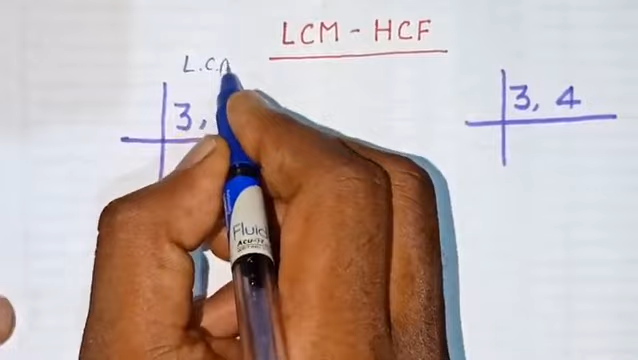 LCM - HCF
L.C.
3,
3, 4
Fluid